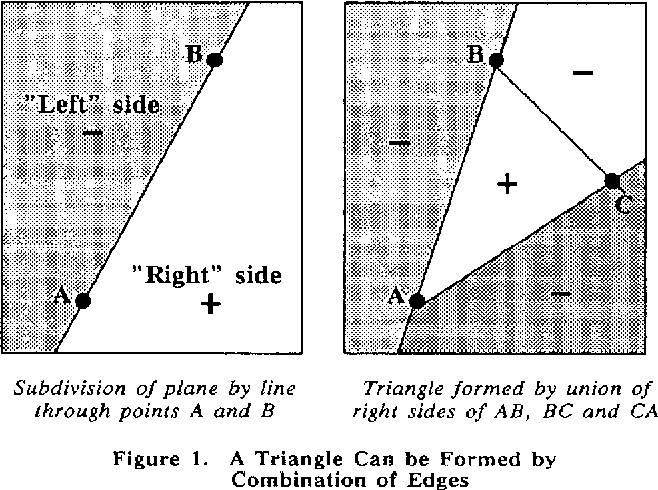 B
"Left" side
−
"Right" side
A
+
B
−
−
+
C
A
−
Subdivision of plane by line
through points A and B
Triangle formed by union of
right sides of AB, BC and CA
Figure 1. A Triangle Can be Formed by
Combination of Edges